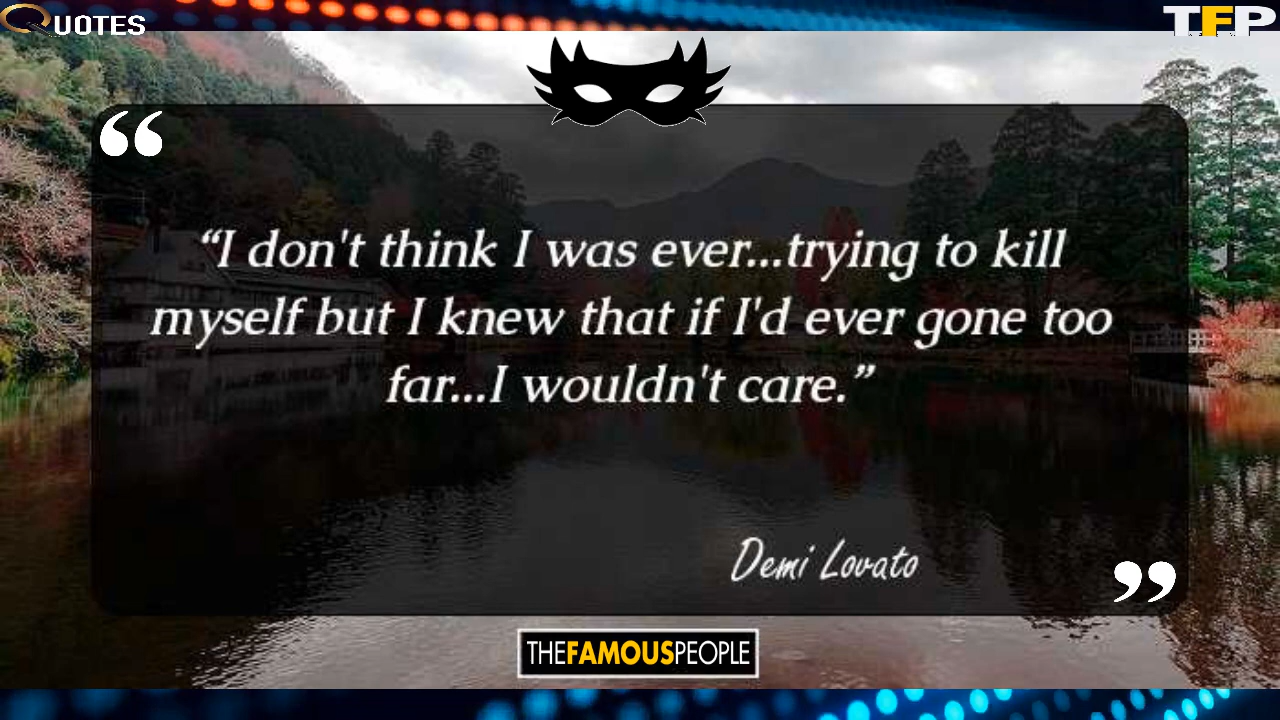 QUOTES
TFP
“I don't think I was ever...trying to kill
myself but I knew that if I'd ever gone too
far...I wouldn't care.”
Demi Lovato
THEFAMOUSPEOPLE